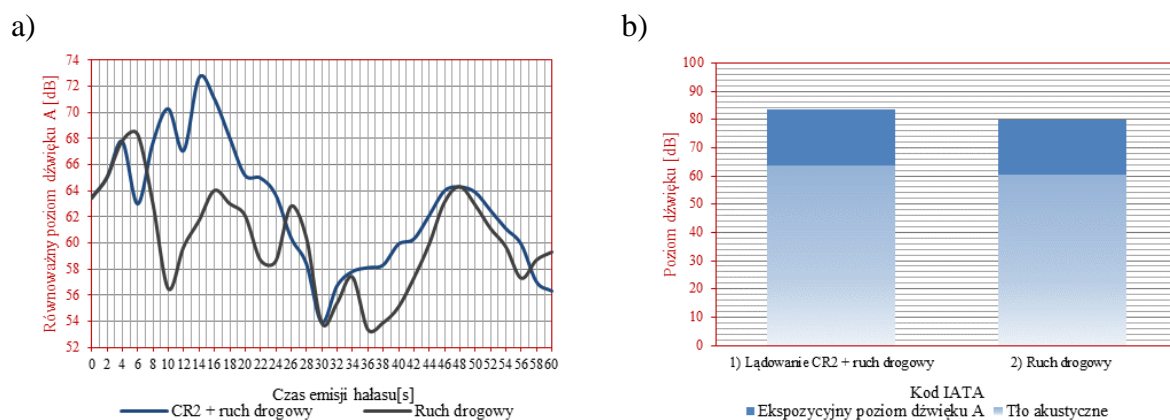 a)
Równoważny poziom dźwięku A [dB]
74
72
70
68
66
64
62
60
58
56
54
52
0 2 4 6 8 10 12 14 16 18 20 22 24 26 28 30 32 34 36 38 40 42 44 46 48 50 52 54 56 58 60
Czas emisji hałasu[s]
CR2 + ruch drogowy Ruch drogowy
b)
Poziom dźwięku [dB]
100
90
80
70
60
50
40
30
20
10
0
1) Lądowanie CR2 + ruch drogowy 2) Ruch drogowy
Kod IATA
Ekspozycyjny poziom dźwięku A Tło akustyczne